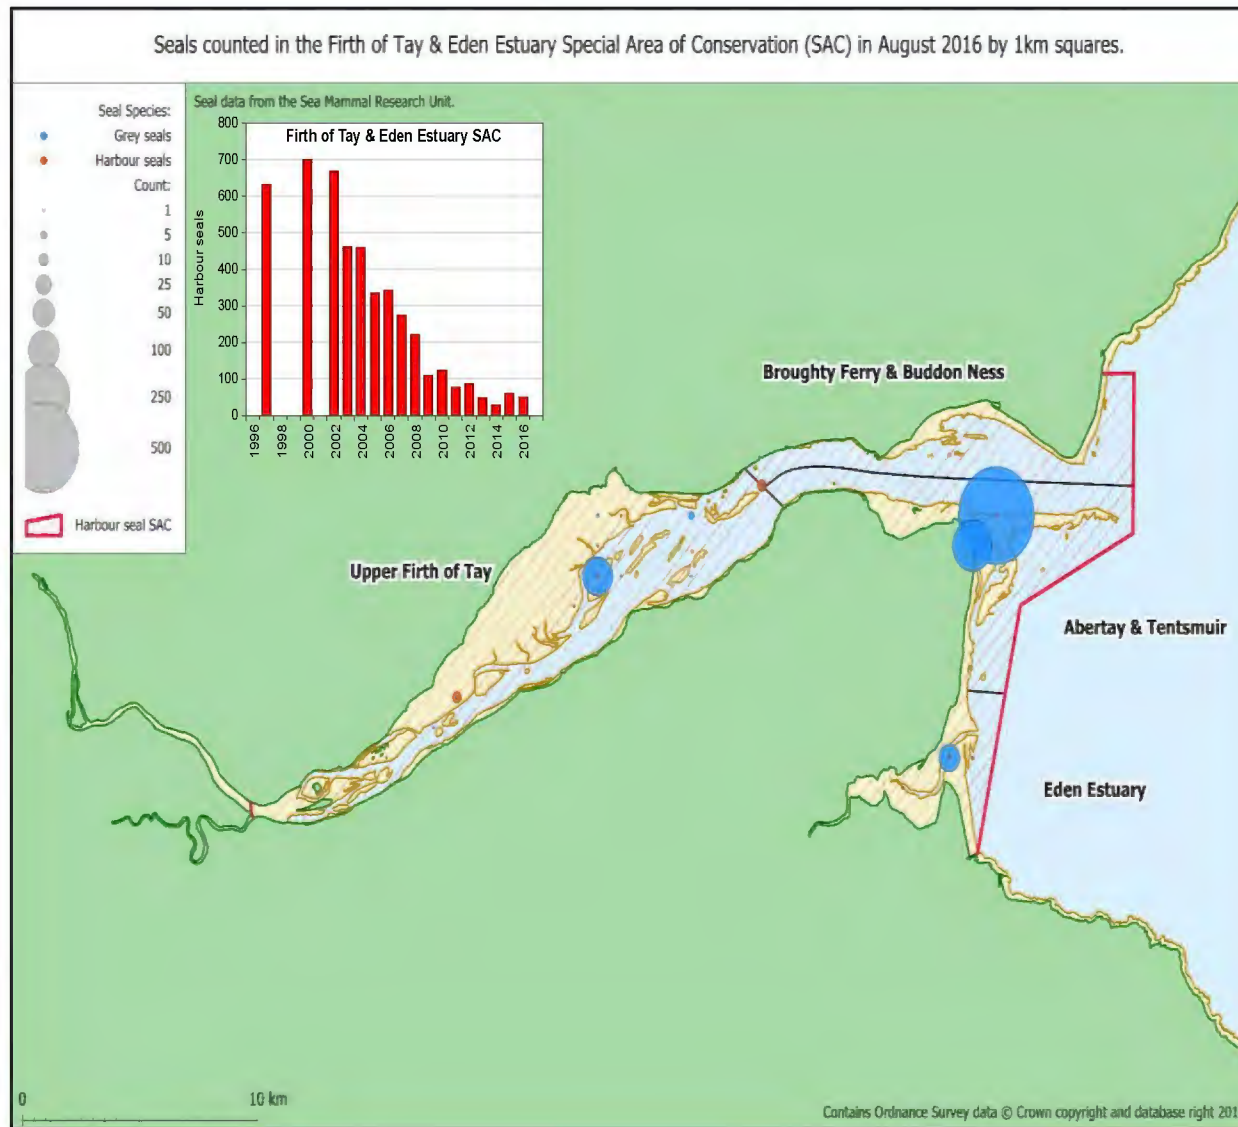 Seals counted in the Firth of Tay & Eden Estuary Special Area of Conservation (SAC) in August 2016 by 1km squares.
Seal Species:
Grey seals
Harbour seals
Count:
1
5
10
25
50
100
250
500
Harbour seal SAC
Seal data from the Sea Mammal Research Unit.
Firth of Tay & Eden Estuary SAC
Harbour seals
800
700
600
500
400
300
200
100
0
1996
1998
2000
2002
2004
2006
2008
2010
2012
2014
2016
Broughty Ferry & Buddon Ness
Upper Firth of Tay
Abertay & Tentsmuir
Eden Estuary
0
10 km
Contains Ordnance Survey data © Crown copyright and database right 201